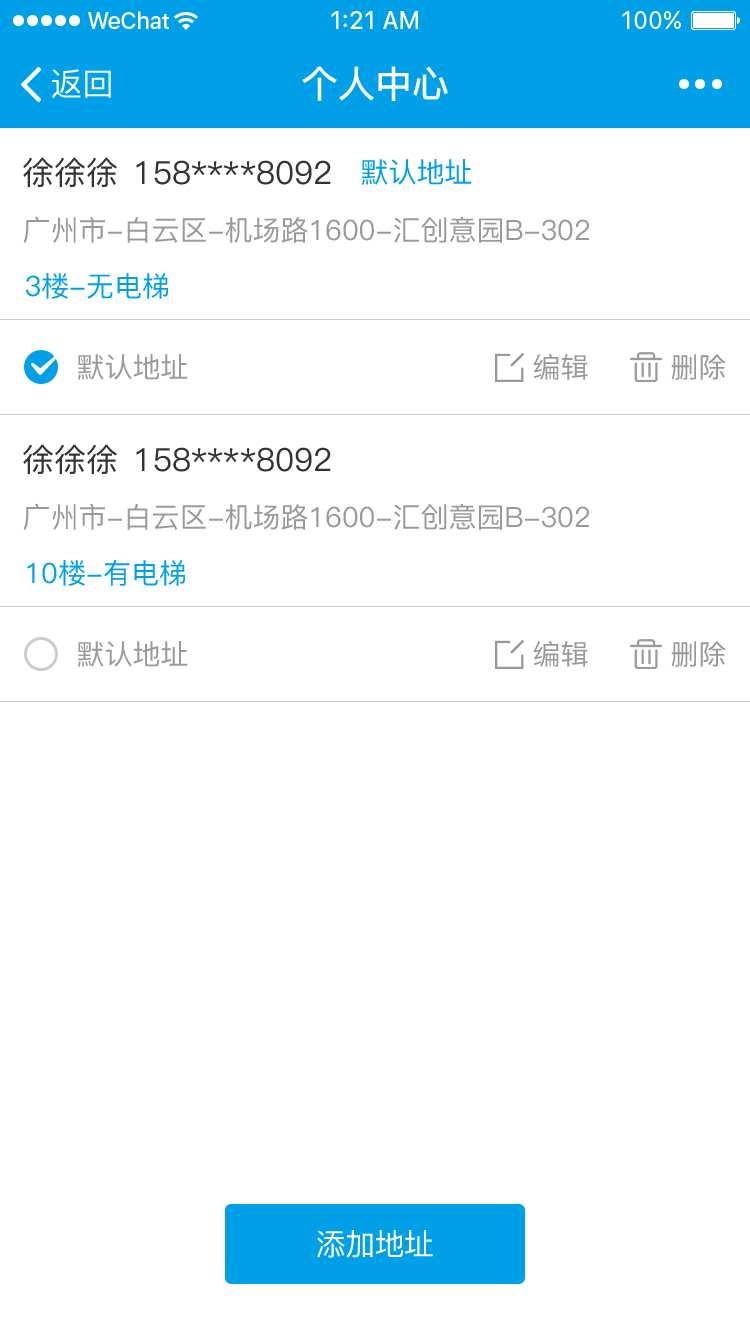 WeChat 1:21 AM 100%
返回 个人中心
徐徐徐 158****8092 默认地址
广州市-白云区-机场路1600-汇创意园B-302
3楼-无电梯
默认地址 编辑 删除
徐徐徐 158****8092
广州市-白云区-机场路1600-汇创意园B-302
10楼-有电梯
默认地址 编辑 删除
添加地址